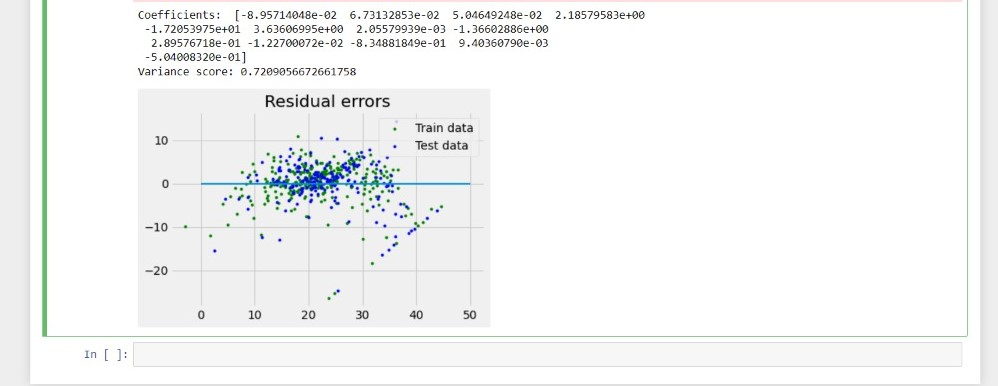 Coefficients:  [-8.95714048e-02  6.73132853e-02  5.04649248e-02  2.18579583e+00
-1.72053975e+01  3.63606995e+00  2.05579939e-03 -1.36602886e+00
2.89576718e-01 -1.22700072e-02 -8.34881849e-01  9.40360790e-03
-5.04008320e-01]
Variance score: 0.7209056672661758
Residual errors
Train data
Test data
10
0
−10
−20
0 10 20 30 40 50
In [ ]: